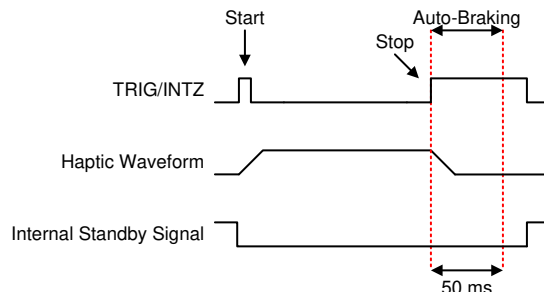 Start
Auto-Braking
Stop
TRIG/INTZ
Haptic Waveform
Internal Standby Signal
50 ms